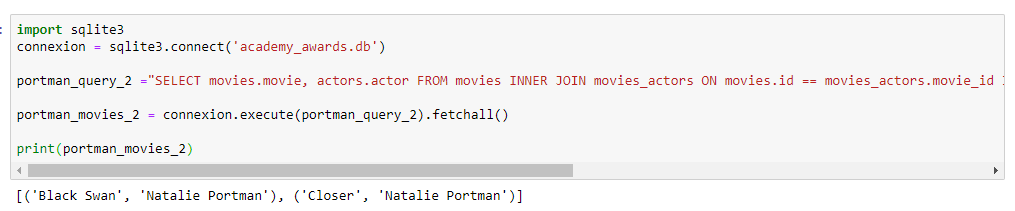 import sqlite3
connexion = sqlite3.connect('academy_awards.db')
portman_query_2 ="SELECT movies.movie, actors.actor FROM movies INNER JOIN movies_actors ON movies.id == movies_actors.movie_id
portman_movies_2 = connexion.execute(portman_query_2).fetchall()
print(portman_movies_2)
[('Black Swan', 'Natalie Portman'), ('Closer', 'Natalie Portman')]